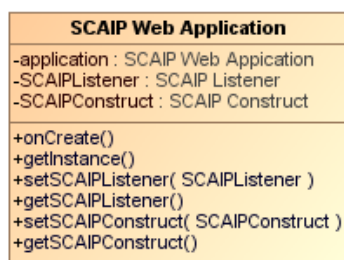 SCAIP Web Application
-application : SCAIP Web Appication
-SCAIPListener : SCAIP Listener
-SCAIPConstruct : SCAIP Construct
+onCreate()
+getInstance()
+setSCAIPListener( SCAIPListener )
+getSCAIPListener()
+setSCAIPConstruct( SCAIPConstruct )
+getSCAIPConstruct()